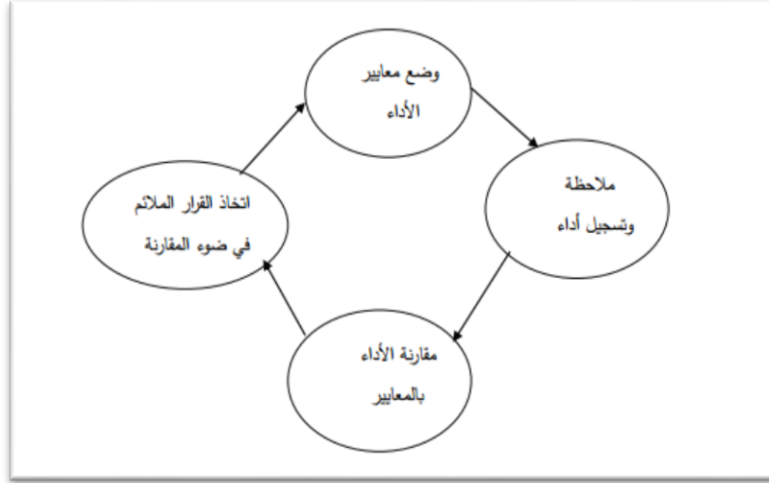 وضع معايير
الأداء
ملاحظة
وتسجيل أداء
مقارنة الأداء
بالمعايير
اتخاذ القرار الملائم
في ضوء المقارنة